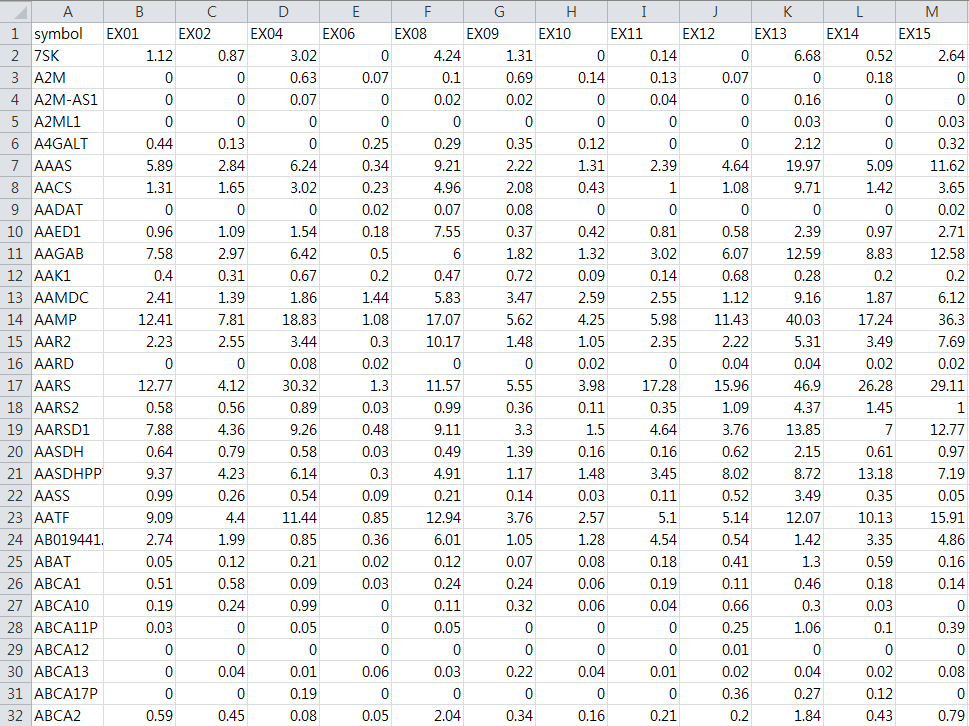 A B C D E F G H I J K L M
1 symbol EX01 EX02 EX04 EX06 EX08 EX09 EX10 EX11 EX12 EX13 EX14 EX15
2 7SK 1.12 0.87 3.02 0 4.24 1.31 0 0.14 0 6.68 0.52 2.64
3 A2M 0 0 0.63 0.07 0.1 0.69 0.14 0.13 0.07 0 0.18 0
4 A2M-AS1 0 0 0.07 0 0.02 0.02 0 0.04 0 0.16 0 0
5 A2ML1 0 0 0 0 0 0 0 0 0 0.03 0 0.03
6 A4GALT 0.44 0.13 0 0.25 0.29 0.35 0.12 0 0 2.12 0 0.32
7 AAAS 5.89 2.84 6.24 0.34 9.21 2.22 1.31 2.39 4.64 19.97 5.09 11.62
8 AACS 1.31 1.65 3.02 0.23 4.96 2.08 0.43 1 1.08 9.71 1.42 3.65
9 AADAT 0 0 0 0.02 0.07 0.08 0 0 0 0 0 0.02
10 AAED1 0.96 1.09 1.54 0.18 7.55 0.37 0.42 0.81 0.58 2.39 0.97 2.71
11 AAGAB 7.58 2.97 6.42 0.5 6 1.82 1.32 3.02 6.07 12.59 8.83 12.58
12 AAK1 0.4 0.31 0.67 0.2 0.47 0.72 0.09 0.14 0.68 0.28 0.2 0.2
13 AAMDC 2.41 1.39 1.86 1.44 5.83 3.47 2.59 2.55 1.12 9.16 1.87 6.12
14 AAMP 12.41 7.81 18.83 1.08 17.07 5.62 4.25 5.98 11.43 40.03 17.24 36.3
15 AAR2 2.23 2.55 3.44 0.3 10.17 1.48 1.05 2.35 2.22 5.31 3.49 7.69
16 AARD 0 0 0.08 0.02 0 0 0.02 0 0.04 0.04 0.02 0.02
17 AARS 12.77 4.12 30.32 1.3 11.57 5.55 3.98 17.28 15.96 46.9 26.28 29.11
18 AARS2 0.58 0.56 0.89 0.03 0.99 0.36 0.11 0.35 1.09 4.37 1.45 1
19 AARSD1 7.88 4.36 9.26 0.48 9.11 3.3 1.5 4.64 3.76 13.85 7 12.77
20 AASDH 0.64 0.79 0.58 0.03 0.49 1.39 0.16 0.16 0.62 2.15 0.61 0.97
21 AASDHPP 9.37 4.23 6.14 0.3 4.91 1.17 1.48 3.45 8.02 8.72 13.18 7.19
22 AASS 0.99 0.26 0.54 0.09 0.21 0.14 0.03 0.11 0.52 3.49 0.35 0.05
23 AATF 9.09 4.4 11.44 0.85 12.94 3.76 2.57 5.1 5.14 12.07 10.13 15.91
24 AB019441. 2.74 1.99 0.85 0.36 6.01 1.05 1.28 4.54 0.54 1.42 3.35 4.86
25 ABAT 0.05 0.12 0.21 0.02 0.12 0.07 0.08 0.18 0.41 1.3 0.59 0.16
26 ABCA1 0.51 0.58 0.09 0.03 0.24 0.24 0.06 0.19 0.11 0.46 0.18 0.14
27 ABCA10 0.19 0.24 0.99 0 0.11 0.32 0.06 0.04 0.66 0.3 0.03 0
28 ABCA11P 0.03 0 0.05 0 0.05 0 0 0 0.25 1.06 0.1 0.39
29 ABCA12 0 0 0 0 0 0 0 0 0.01 0 0 0
30 ABCA13 0 0.04 0.01 0.06 0.03 0.22 0.04 0.01 0.02 0.04 0.02 0.08
31 ABCA17P 0 0 0.19 0 0 0 0 0 0.36 0.27 0.12 0
32 ABCA2 0.59 0.45 0.08 0.05 2.04 0.34 0.16 0.21 0.2 1.84 0.43 0.79